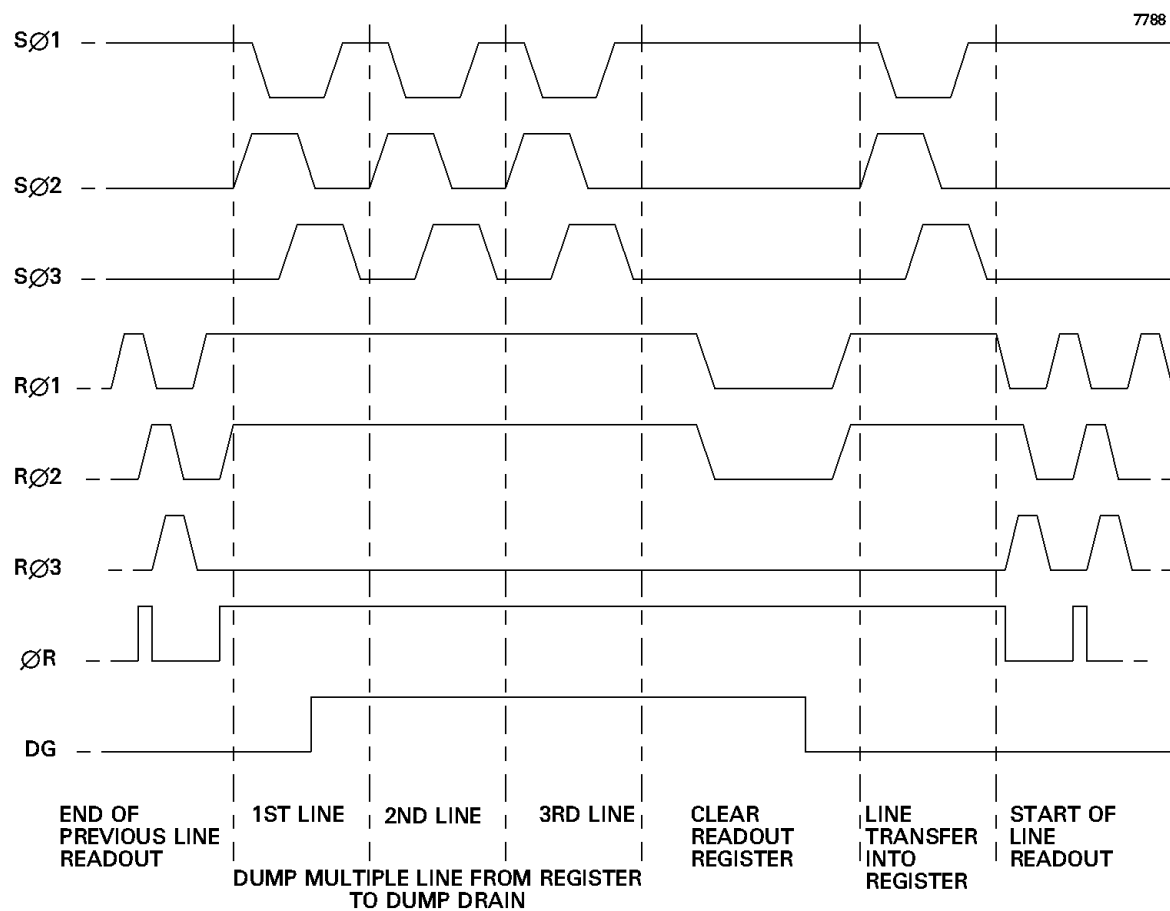 7788
SØ1
SØ2
SØ3
RØ1
RØ2
RØ3
ØR
DG
END OF
PREVIOUS LINE
READOUT
1ST LINE
2ND LINE
3RD LINE
DUMP MULTIPLE LINE FROM REGISTER
TO DUMP DRAIN
CLEAR
READOUT
REGISTER
LINE
TRANSFER
INTO
REGISTER
START OF
LINE
READOUT